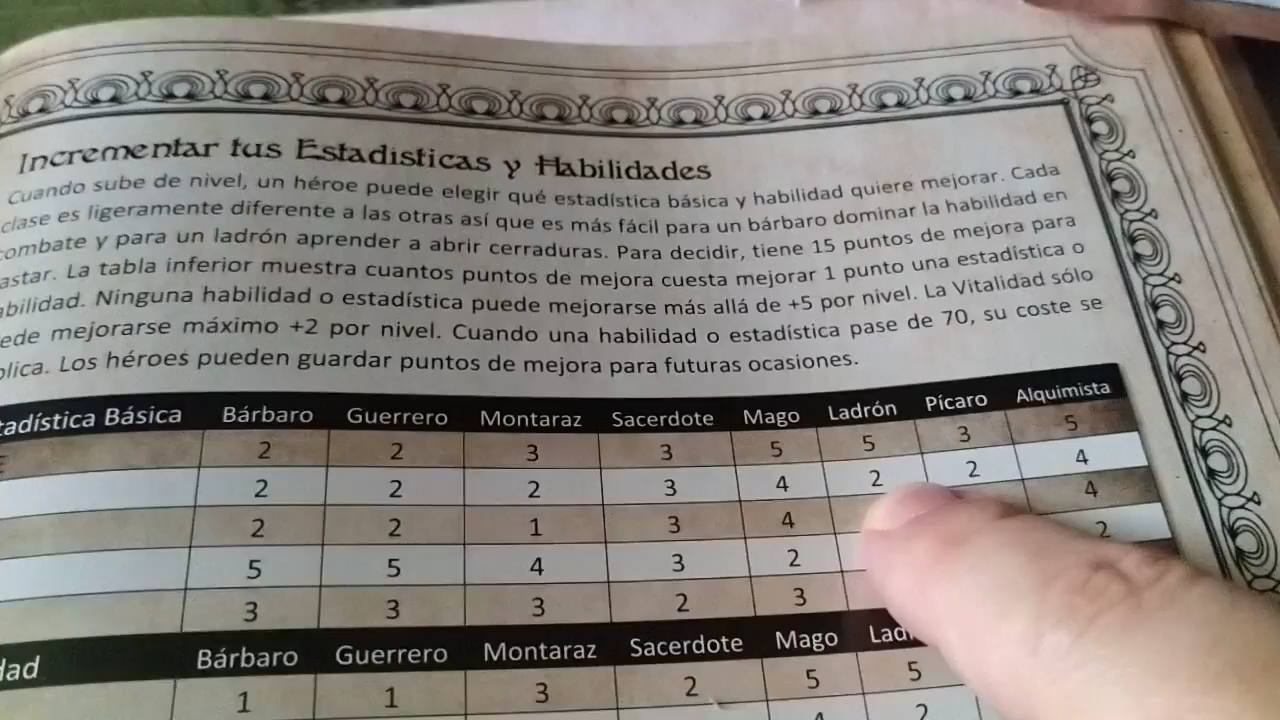 Incrementar tus Estadísticas y Habilidades
Cuando sube de nivel, un héroe puede elegir qué estadística básica y habilidad quiere mejorar. Cada
clase es ligeramente diferente a las otras así que es más fácil para un bárbaro dominar la habilidad en
ombate y para un ladrón aprender a abrir cerraduras. Para decidir, tiene 15 puntos de mejora para
astar. La tabla inferior muestra cuantos puntos de mejora cuesta mejorar 1 punto una estadística o
abilidad. Ninguna habilidad o estadística puede mejorarse más allá de +5 por nivel. La Vitalidad sólo
ede mejorarse máximo +2 por nivel. Cuando una habilidad o estadística pase de 70, su coste se
plica. Los héroes pueden guardar puntos de mejora para futuras ocasiones.
tadística Básica Bárbaro Guerrero Montaraz Sacerdote Mago Ladrón Pícaro Alquimista
2 2 3 3 5 5 3 5
2 2 2 3 4 2 2 4
2 2 1 3 4 4
5 5 4 3 2 2
3 3 3 2 3
dad Bárbaro Guerrero Montaraz Sacerdote Mago Lad
1 1 3 2 5 5
4 2